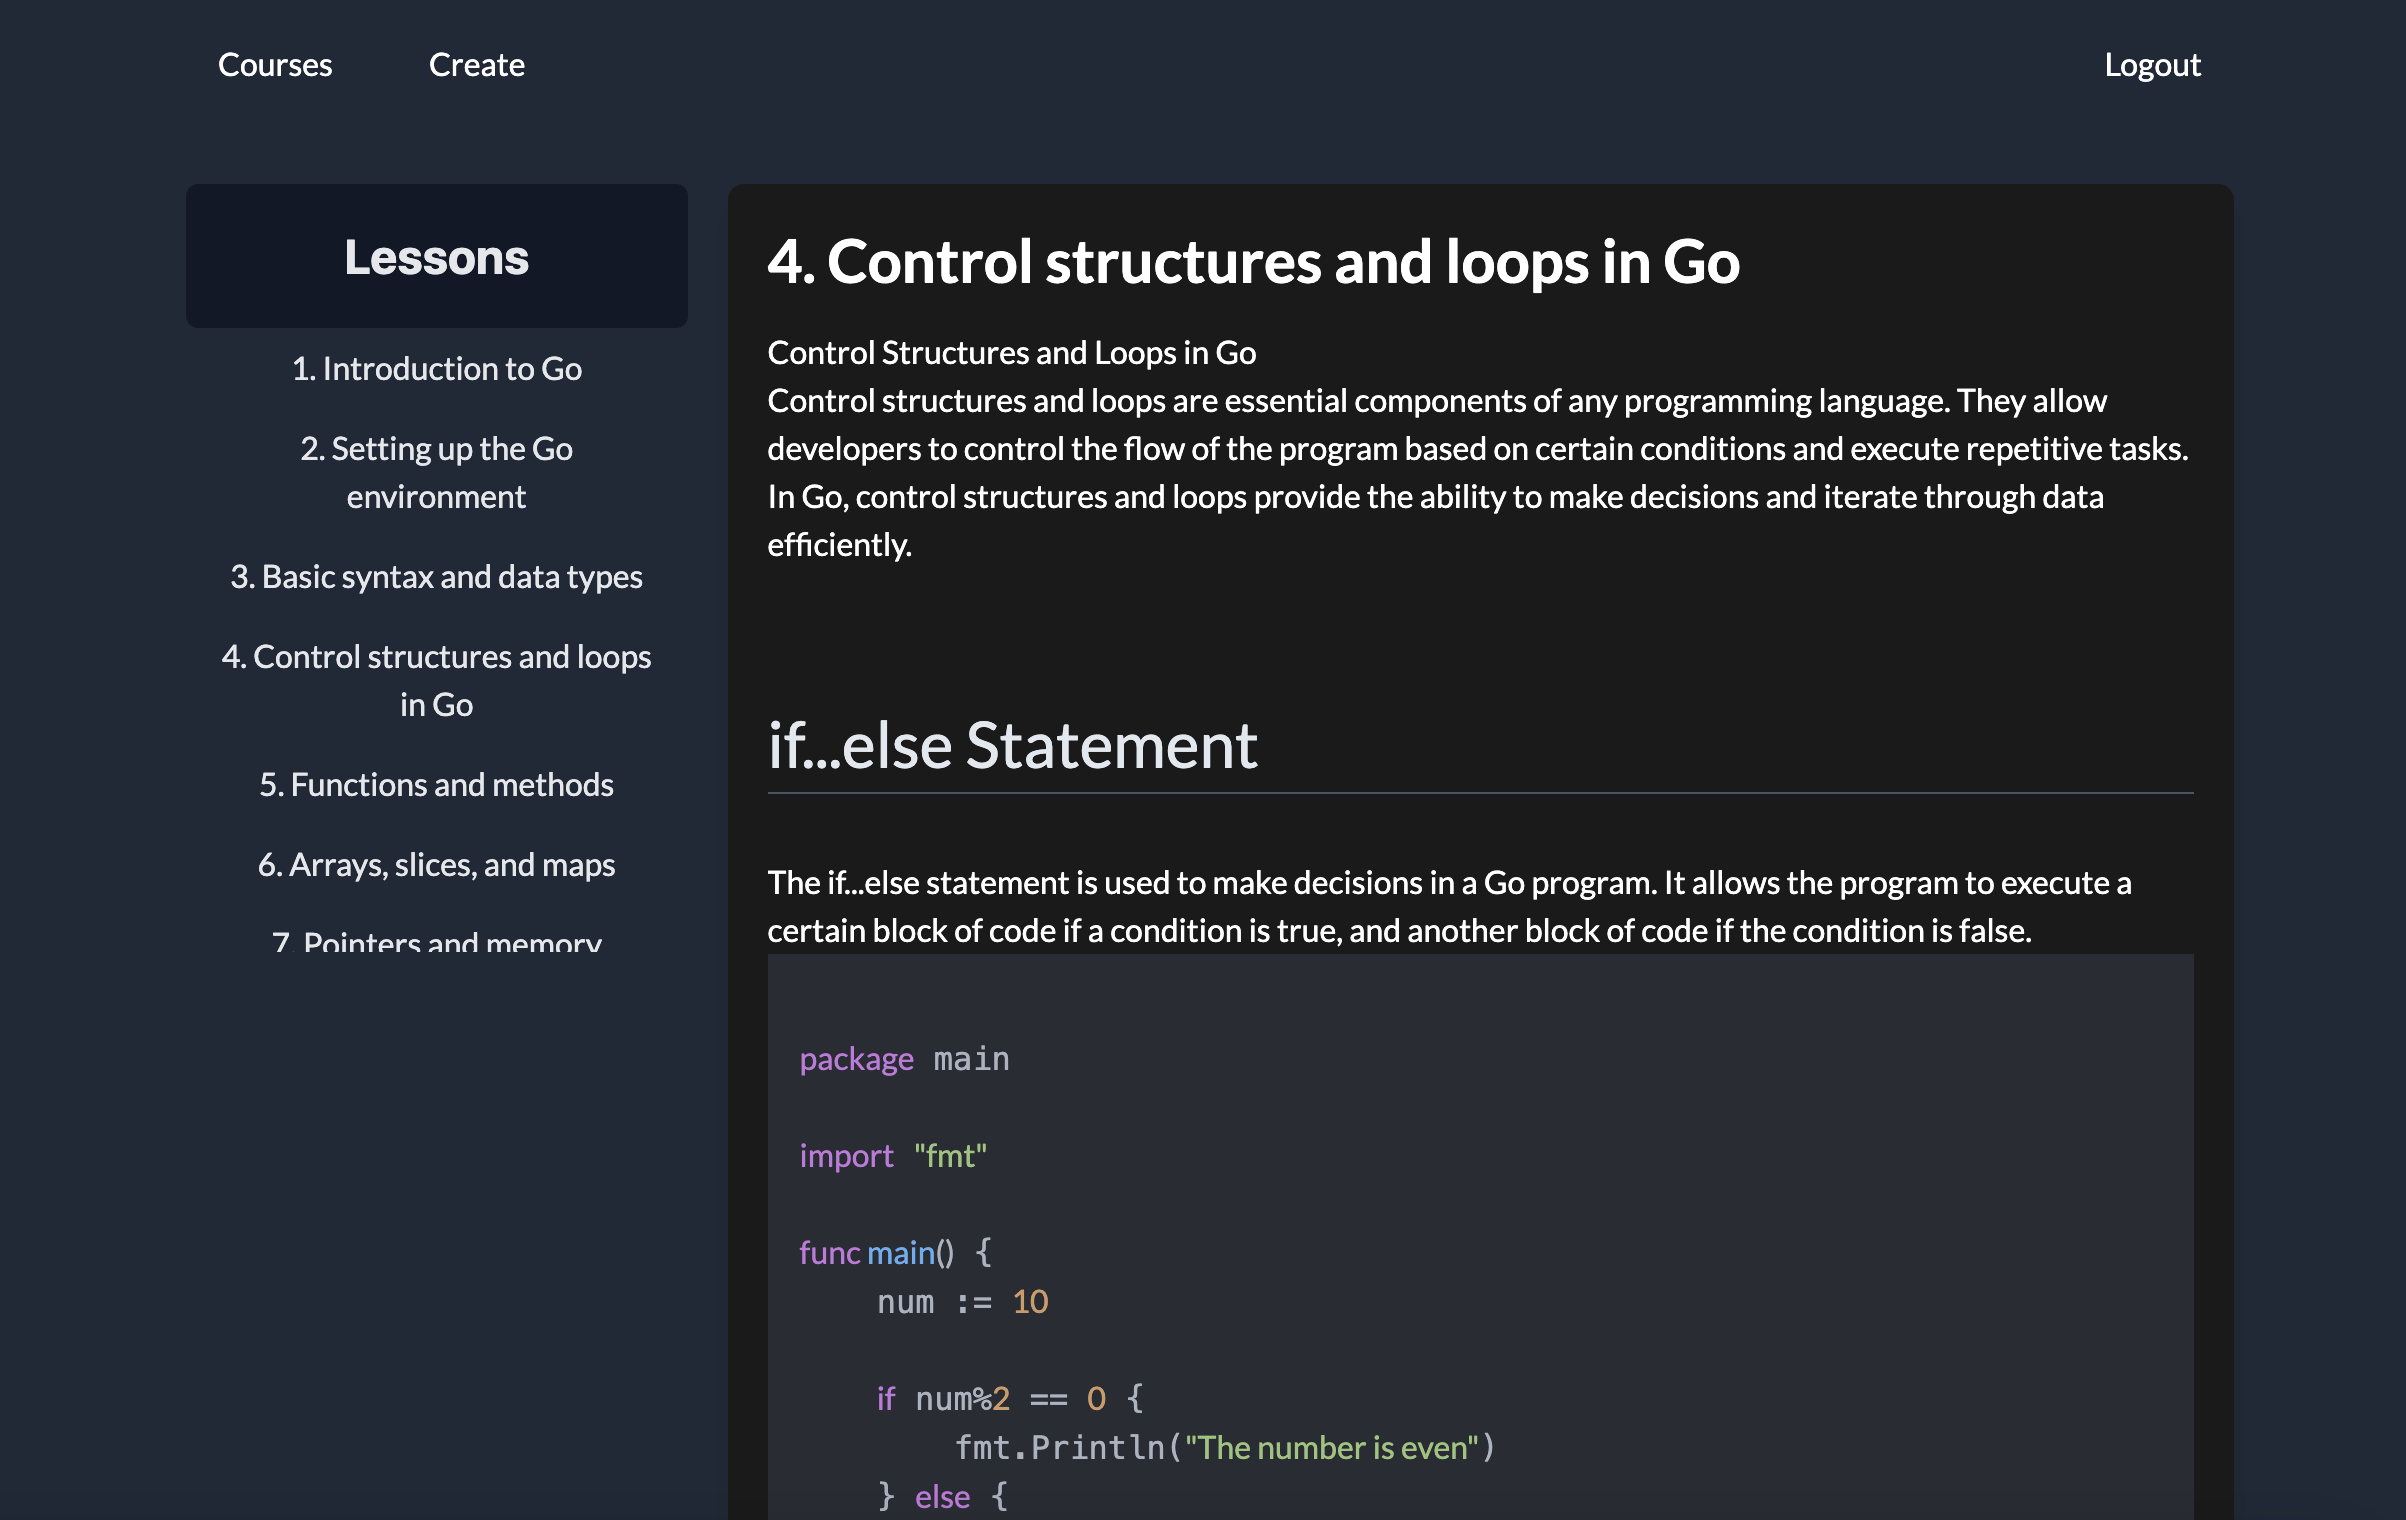 Courses
Create
Logout
Lessons
1. Introduction to Go
2. Setting up the Go
environment
3. Basic syntax and data types
4. Control structures and loops
in Go
5. Functions and methods
6. Arrays, slices, and maps
7. Pointers and memory
4. Control structures and loops in Go
Control Structures and Loops in Go
Control structures and loops are essential components of any programming language. They allow
developers to control the flow of the program based on certain conditions and execute repetitive tasks.
In Go, control structures and loops provide the ability to make decisions and iterate through data
efficiently.
if...else Statement
The if...else statement is used to make decisions in a Go program. It allows the program to execute a
certain block of code if a condition is true, and another block of code if the condition is false.
package main
import "fmt"
func main() {
    num := 10
    if num%2 == 0 {
        fmt.Println("The number is even")
    } else {